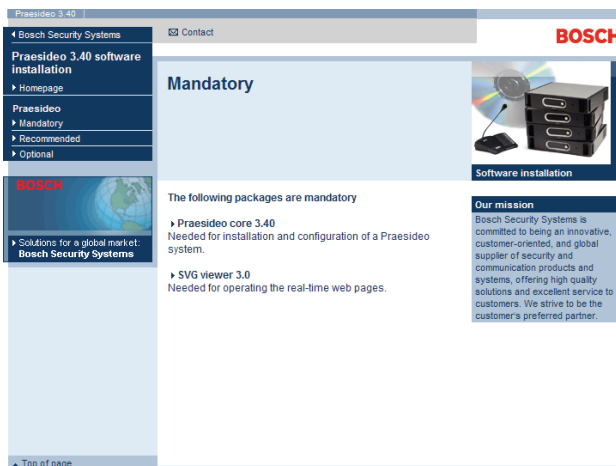 Praesideo 3.40
Bosch Security Systems
Contact
BOSCH
Praesideo 3.40 software
installation
Homepage
Praesideo
Mandatory
Recommended
Optional
BOSCH
Solutions for a global market:
Bosch Security Systems
Mandatory
The following packages are mandatory
Praesideo core 3.40
Needed for installation and configuration of a Praesideo
system.
SVG viewer 3.0
Needed for operating the real-time web pages.
Software installation
Our mission
Bosch Security Systems is
committed to being an innovative,
customer-oriented, and global
supplier of security and
communication products and
systems, offering high quality
solutions and excellent service to
customers. We strive to be the
customer's preferred partner.
Top of page